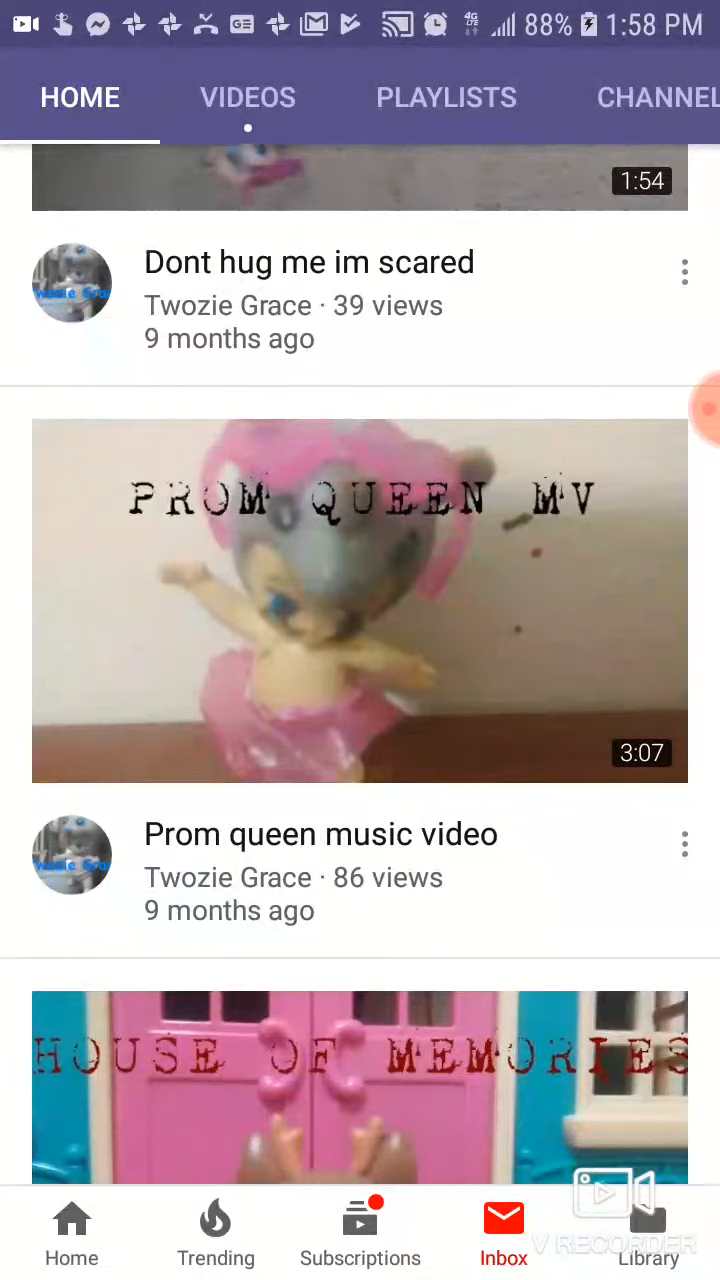 88% 1:58 PM
HOME VIDEOS PLAYLISTS CHANNEL
1:54
Dont hug me im scared
Twozie Grace · 39 views
9 months ago
PROM QUEEN MV
3:07
Prom queen music video
Twozie Grace · 86 views
9 months ago
HOUSE OF MEMORIES
V RECORDER
Home Trending Subscriptions Inbox Library